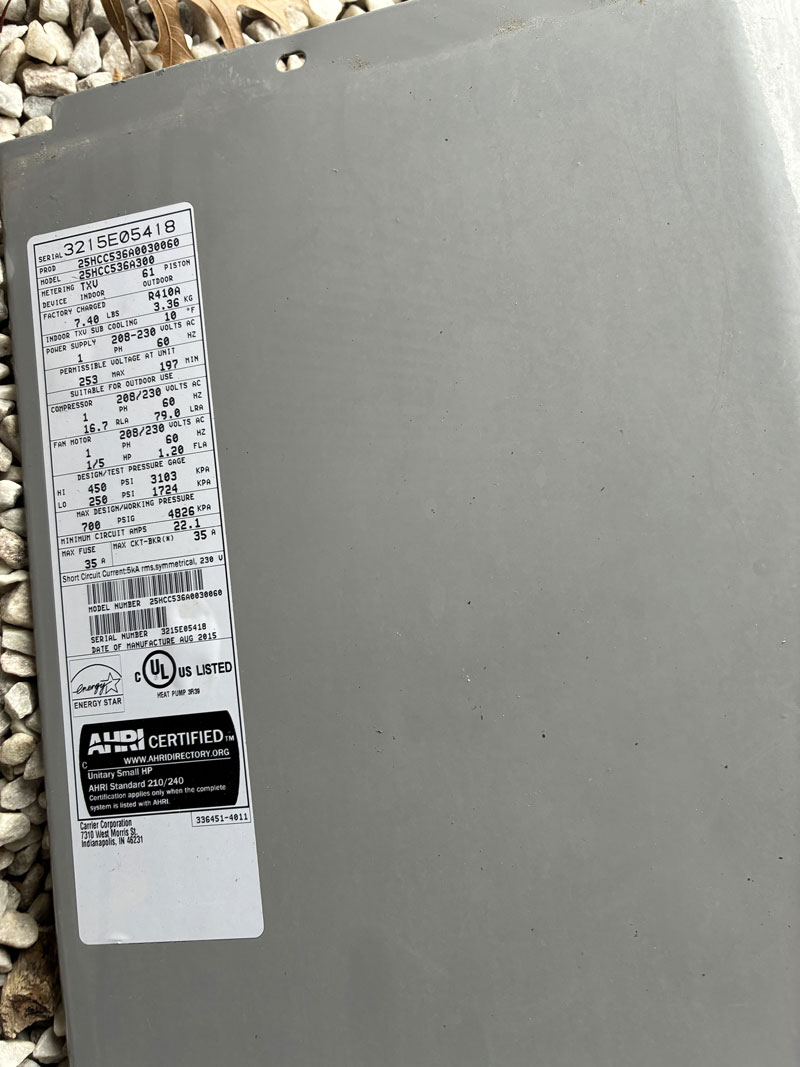 SERIAL 3215E05418
PROD 25HCC536A0030060
MODEL 25HCC536A300
METERING TXV 61 PISTON
DEVICE INDOOR OUTDOOR
FACTORY CHARGED R410A
7.40 LBS 3.36 KG
INDOOR TXV SUB COOLING 10 °F
POWER SUPPLY 208-230 VOLTS AC
1 PH 60 HZ
PERMISSIBLE VOLTAGE AT UNIT
253 MAX 197 MIN
SUITABLE FOR OUTDOOR USE
COMPRESSOR 208/230 VOLTS AC
1 PH 60 HZ
16.7 RLA 79.0 LRA
FAN MOTOR 208/230 VOLTS AC
1 PH 60 HZ
1/5 HP 1.20 FLA
DESIGN/TEST PRESSURE GAGE
HI 450 PSI 3103 KPA
LO 250 PSI 1724 KPA
MAX DESIGN/WORKING PRESSURE
700 PSIG 4826 KPA
MINIMUM CIRCUIT AMPS 22.1
MAX FUSE MAX CKT-BKR(*) 35 A
35 A
Short Circuit Current:5kA rms,symmetrical, 230 V
MODEL NUMBER 25HCC536A0030060
SERIAL NUMBER 3215E05418
DATE OF MANUFACTURE AUG 2015
energy
ENERGY STAR
C UL US LISTED
HEAT PUMP 3R39
AHRI CERTIFIED™
C WWW.AHRIDIRECTORY.ORG
Unitary Small HP
AHRI Standard 210/240
Certification applies only when the complete
system is listed with AHRI.
Carrier Corporation
7310 West Morris St.
Indianapolis, IN 46231
336451-4011